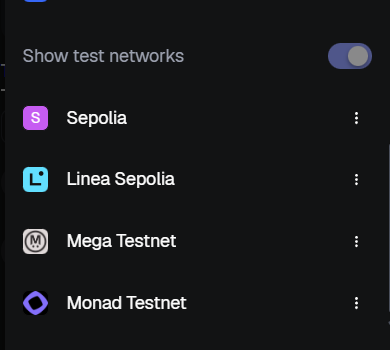 Show test networks
S
Sepolia
L
Linea Sepolia
M
Mega Testnet
Monad Testnet